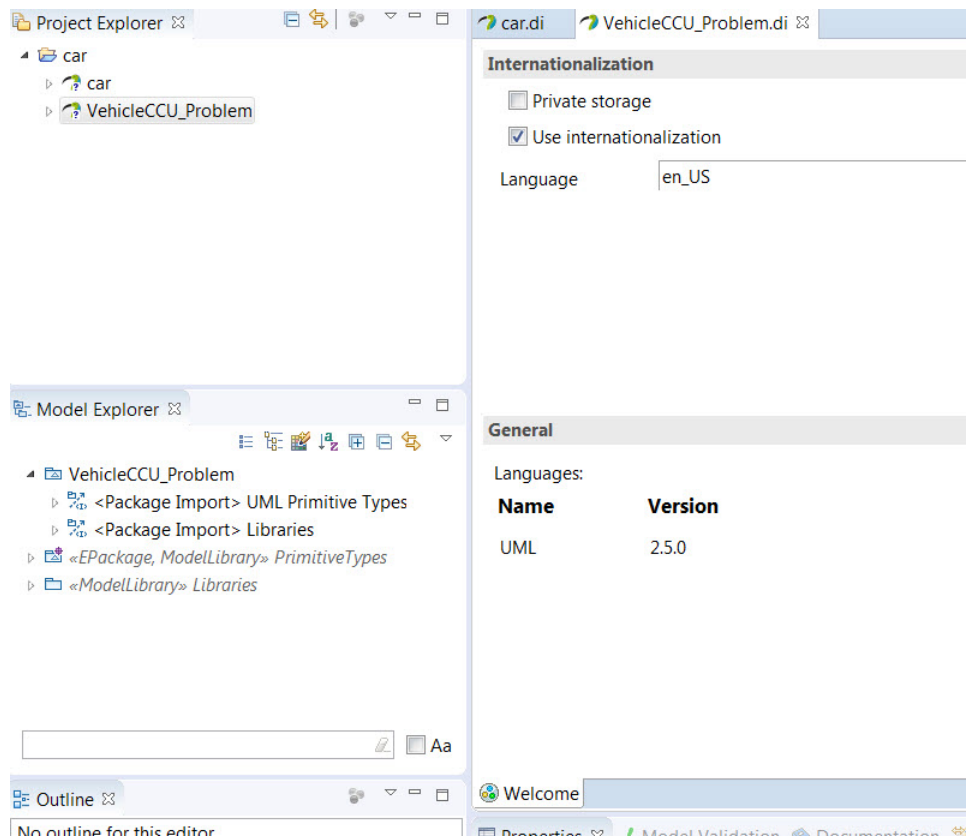 Project Explorer
car
car
VehicleCCU_Problem
Model Explorer
VehicleCCU_Problem
<Package Import> UML Primitive Types
<Package Import> Libraries
«EPackage, ModelLibrary» PrimitiveTypes
«ModelLibrary» Libraries
Aa
Outline
No outline for this editor
car.di VehicleCCU_Problem.di
Internationalization
Private storage
Use internationalization
Language en_US
General
Languages:
Name Version
UML 2.5.0
Welcome
Properties Model Validation Documentation